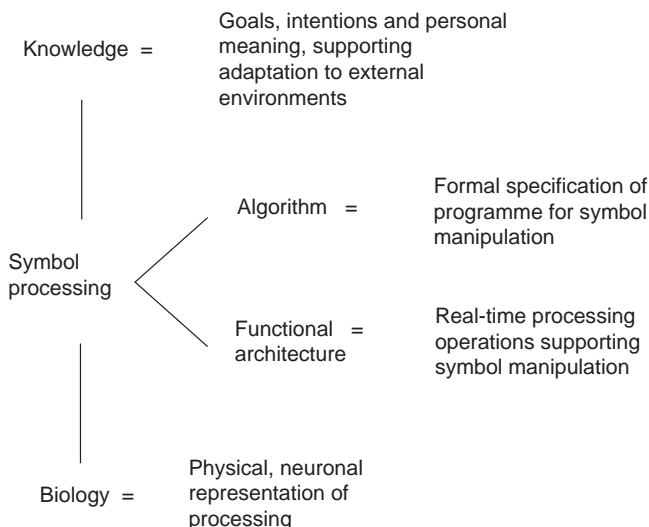 Knowledge =
Goals, intentions and personal
meaning, supporting
adaptation to external
environments
Algorithm =
Formal specification of
programme for symbol
manipulation
Symbol
processing
Functional =
architecture
Real-time processing
operations supporting
symbol manipulation
Biology =
Physical, neuronal
representation of
processing